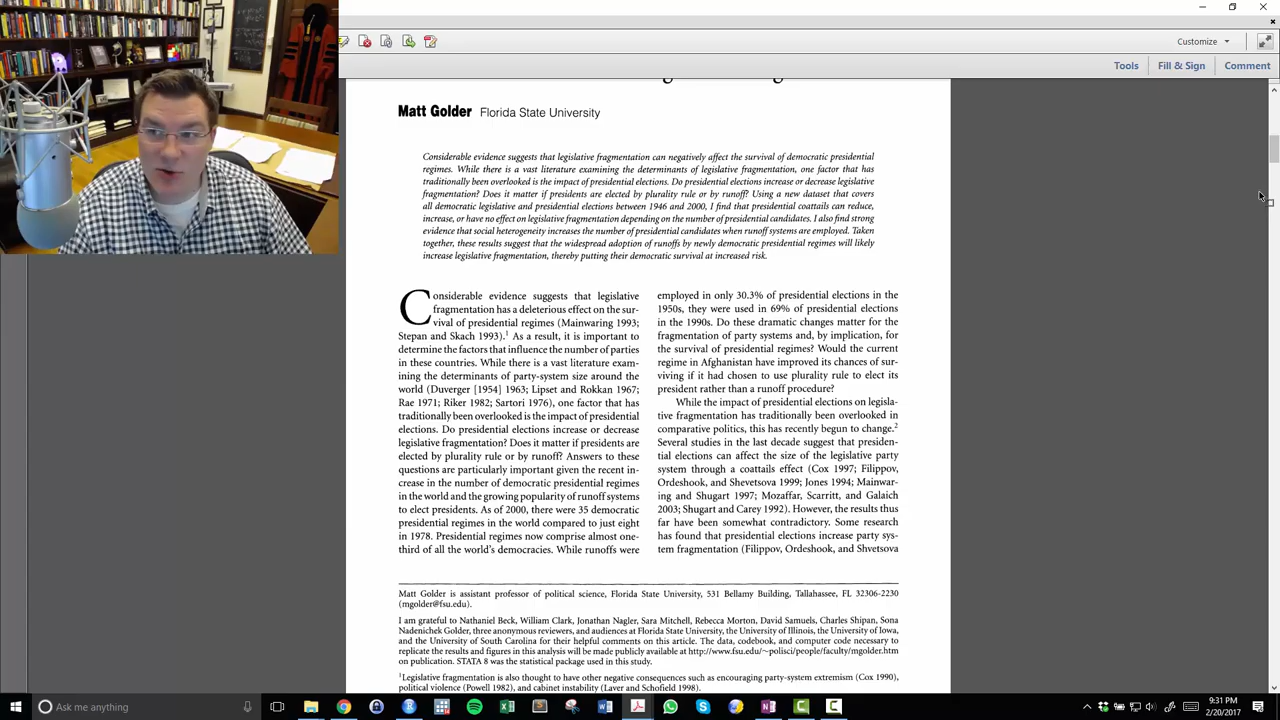 Customize
Tools
Fill & Sign
Comment
Matt Golder Florida State University
Considerable evidence suggests that legislative fragmentation can negatively affect the survival of democratic presidential
regimes. While there is a vast literature examining the determinants of legislative fragmentation, one factor that has
traditionally been overlooked is the impact of presidential elections. Do presidential elections increase or decrease legislative
fragmentation? Does it matter if presidents are elected by plurality rule or by runoff? Using a new dataset that covers
all democratic legislative and presidential elections between 1946 and 2000, I find that presidential coattails can reduce,
increase, or have no effect on legislative fragmentation depending on the number of presidential candidates. I also find strong
evidence that social heterogeneity increases the number of presidential candidates when runoff systems are employed. Taken
together, these results suggest that the widespread adoption of runoffs by newly democratic presidential regimes will likely
increase legislative fragmentation, thereby putting their democratic survival at increased risk.
Considerable evidence suggests that legislative
fragmentation has a deleterious effect on the sur-
vival of presidential regimes (Mainwaring 1993;
Stepan and Skach 1993).1 As a result, it is important to
determine the factors that influence the number of parties
in these countries. While there is a vast literature exam-
ining the determinants of party-system size around the
world (Duverger [1954] 1963; Lipset and Rokkan 1967;
Rae 1971; Riker 1982; Sartori 1976), one factor that has
traditionally been overlooked is the impact of presidential
elections. Do presidential elections increase or decrease
legislative fragmentation? Does it matter if presidents are
elected by plurality rule or by runoff? Answers to these
questions are particularly important given the recent in-
crease in the number of democratic presidential regimes
in the world and the growing popularity of runoff systems
to elect presidents. As of 2000, there were 35 democratic
presidential regimes in the world compared to just eight
in 1978. Presidential regimes now comprise almost one-
third of all the world's democracies. While runoffs were
employed in only 30.3% of presidential elections in the
1950s, they were used in 69% of presidential elections
in the 1990s. Do these dramatic changes matter for the
fragmentation of party systems and, by implication, for
the survival of presidential regimes? Would the current
regime in Afghanistan have improved its chances of sur-
viving if it had chosen to use plurality rule to elect its
president rather than a runoff procedure?
While the impact of presidential elections on legisla-
tive fragmentation has traditionally been overlooked in
comparative politics, this has recently begun to change.2
Several studies in the last decade suggest that presiden-
tial elections can affect the size of the legislative party
system through a coattails effect (Cox 1997; Filippov,
Ordeshook, and Shevetsova 1999; Jones 1994; Mainwar-
ing and Shugart 1997; Mozaffar, Scarritt, and Galaich
2003; Shugart and Carey 1992). However, the results thus
far have been somewhat contradictory. Some research
has found that presidential elections increase party sys-
tem fragmentation (Filippov, Ordeshook, and Shvetsova
Matt Golder is assistant professor of political science, Florida State University, 531 Bellamy Building, Tallahassee, FL 32306-2230
(mgolder@fsu.edu).
I am grateful to Nathaniel Beck, William Clark, Jonathan Nagler, Sara Mitchell, Rebecca Morton, David Samuels, Charles Shipan, Sona
Nadenichek Golder, three anonymous reviewers, and audiences at Florida State University, the University of Illinois, the University of Iowa,
and the University of South Carolina for their helpful comments on this article. The data, codebook, and computer code necessary to
replicate the results and figures in this analysis will be made publicly available at http://www.fsu.edu/~polisci/people/faculty/mgolder.htm
on publication. STATA 8 was the statistical package used in this study.
1Legislative fragmentation is also thought to have other negative consequences such as encouraging party-system extremism (Cox 1990),
political violence (Powell 1982), and cabinet instability (Laver and Schofield 1998).
Ask me anything
9:31 PM
2/20/2017